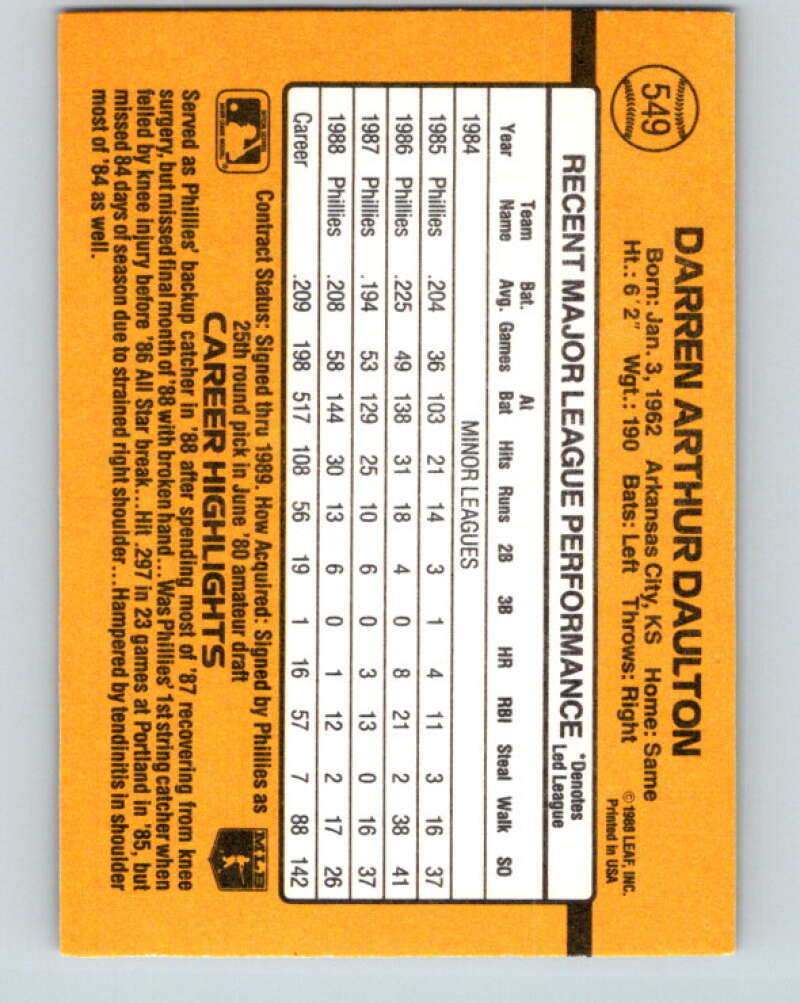 549
DARREN ARTHUR DAULTON
Born: Jan. 3, 1962 Arkansas City, KS Home: Same
Ht.: 6'2" Wgt.: 190 Bats: Left Throws: Right
© 1988 LEAF, INC.
Printed in USA
RECENT MAJOR LEAGUE PERFORMANCE *Denotes
Led League
Year Team Name Bat. Avg. Games At Bat Hits Runs 2B 3B HR RBI Steal Walk SO
1984 MINOR LEAGUES
1985 Phillies .204 36 103 21 14 3 1 4 11 3 16 37
1986 Phillies .225 49 138 31 18 4 0 8 21 2 38 41
1987 Phillies .194 53 129 25 10 6 0 3 13 0 16 37
1988 Phillies .208 58 144 30 13 6 0 1 12 2 17 26
Career .209 198 517 108 56 19 1 16 57 7 88 142
Contract Status: Signed thru 1989. How Acquired: Signed by Phillies as
25th round pick in June '80 amateur draft
CAREER HIGHLIGHTS
MLB
Served as Phillies' backup catcher in '88 after spending most of '87 recovering from knee
surgery, but missed final month of '88 with broken hand...Was Phillies' 1st string catcher when
felled by knee injury before '86 All Star break...Hit .297 in 23 games at Portland in '85, but
missed 84 days of season due to strained right shoulder...Hampered by tendinitis in shoulder
most of '84 as well.